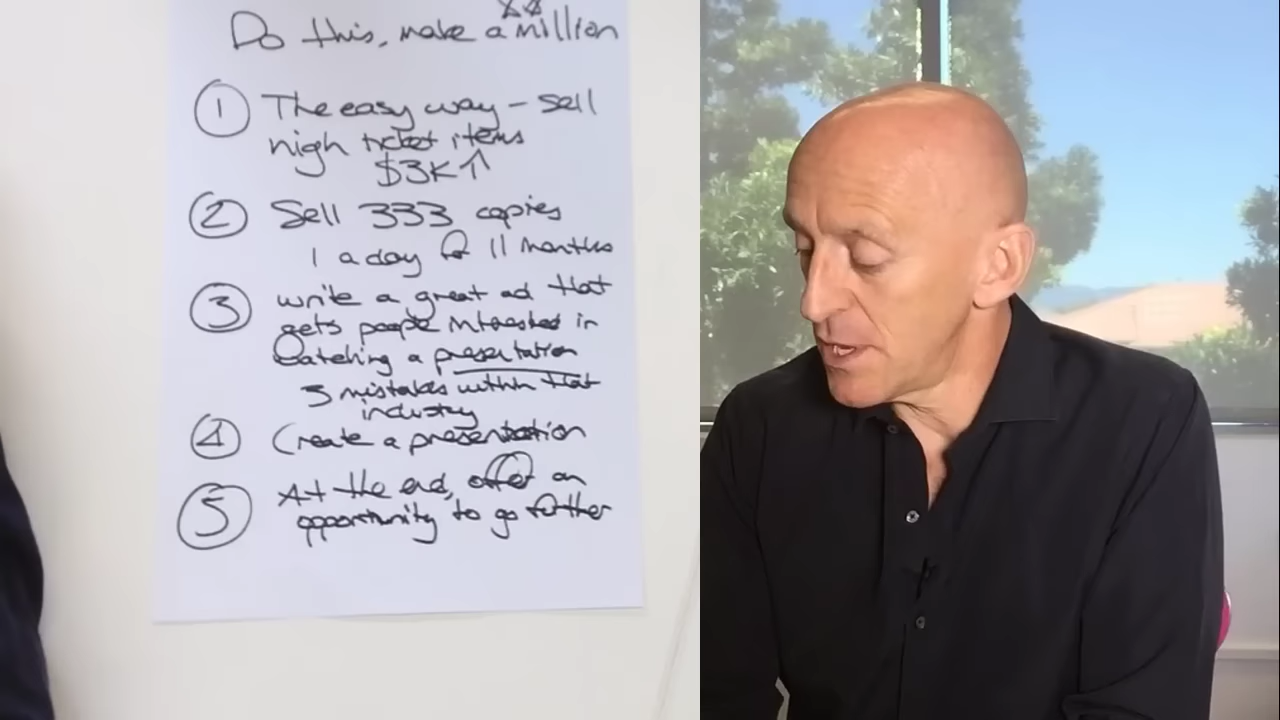 Do this, make a million
1 The easy way - sell
high ticket items
$3K↑
2 Sell 333 copies
1 a day for 11 months
3 write a great ad that
gets people interested in
watching a presentation
3 mistakes within that
industry
4 Create a presentation
5 At the end, offer an
opportunity to go further